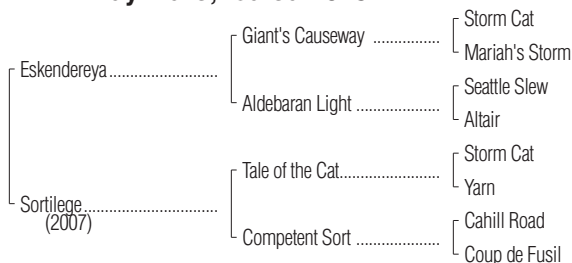 Storm Cat
Giant's Causeway ....................
Mariah's Storm
Eskendereya ..........................
Seattle Slew
Aldebaran Light .....................
Altair
Storm Cat
Tale of the Cat........................
Yarn
Sortilege ................................
(2007)
Cahill Road
Competent Sort .....................
Coup de Fusil